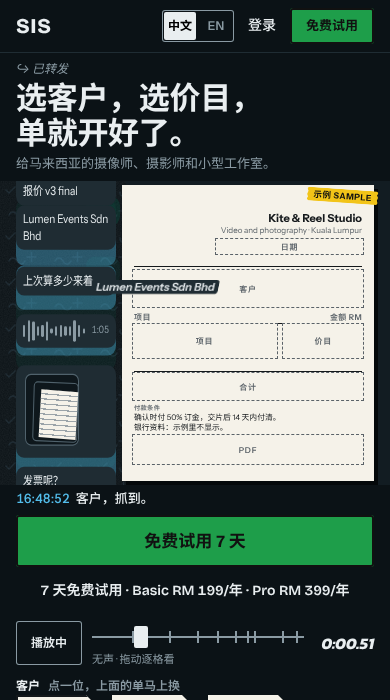 SIS
中文
EN
登录
免费试用
↪ 已转发
选客户，选价目，
单就开好了。
给马来西亚的摄像师、摄影师和小型工作室。
报价 v3 final
Lumen Events Sdn
Bhd
上次算多少来着
1:05
发票呢?
示例 SAMPLE
Kite & Reel Studio
Video and photography · Kuala Lumpur
日期
Lumen Events Sdn Bhd
客户
项目
金额 RM
项目
价目
合计
付款条件
确认时付 50% 订金，交片后 14 天内付清。
银行资料：示例里不显示。
PDF
16:48:52 客户，抓到。
免费试用 7 天
7 天免费试用 · Basic RM 199/年 · Pro RM 399/年
播放中
0:00.51
无声 · 拖动逐格看
客户 点一位，上面的单马上换